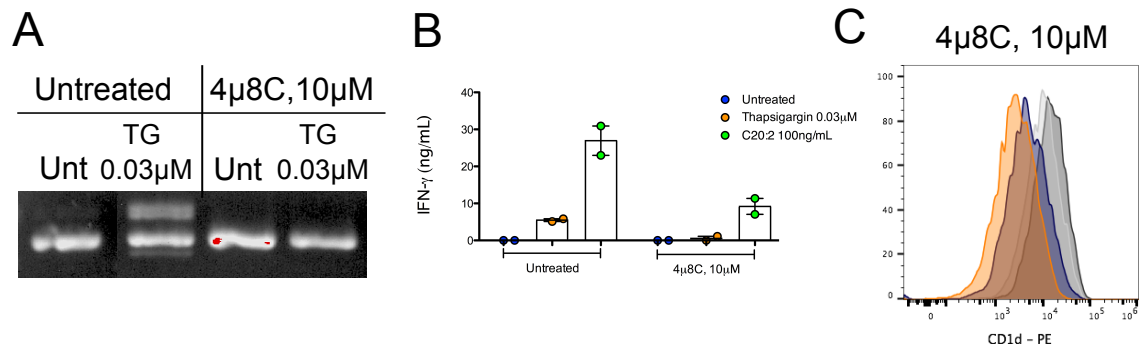 A
Untreated
4µ8C,10µM
TG
TG
Unt
0.03µM
Unt
0.03µM
B
40
30
20
10
0
IFN-γ (ng/mL)
Untreated
Thapsigargin 0.03µM
C20:2 100ng/mL
Untreated
4µ8C, 10µM
C
4µ8C, 10µM
100
80
60
40
20
0
0
10^3
10^4
10^5
10^6
CD1d - PE